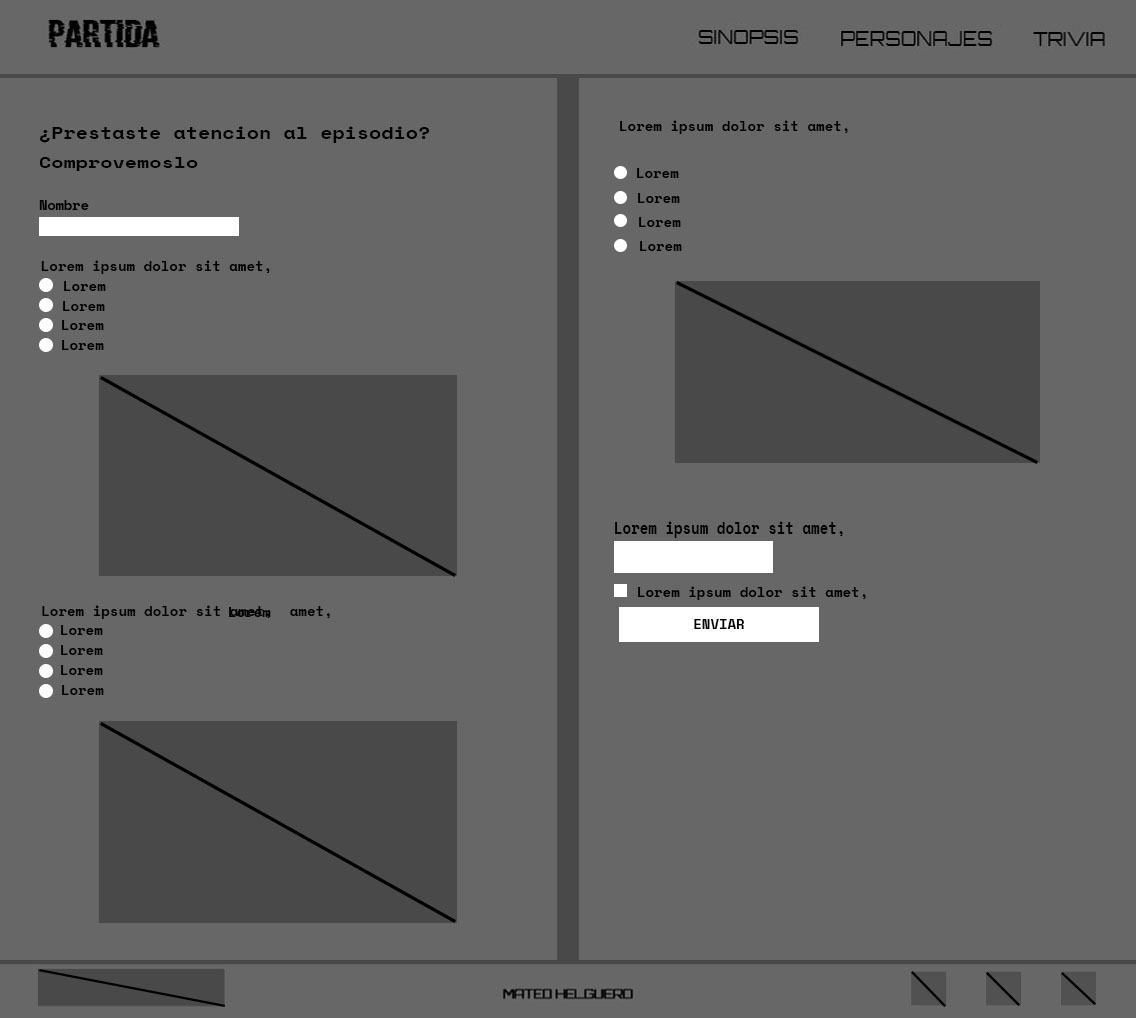 PARTIDA
SINOPSIS PERSONAJES TRIVIA
¿Prestaste atencion al episodio?
Comprovemoslo
Nombre
Lorem ipsum dolor sit amet,
Lorem
Lorem
Lorem
Lorem
Lorem ipsum dolor sit amet, amet,
Lorem
Lorem
Lorem
Lorem
Lorem
Lorem ipsum dolor sit amet,
Lorem
Lorem
Lorem
Lorem
Lorem ipsum dolor sit amet,
Lorem ipsum dolor sit amet,
ENVIAR
MATEO HELGUERO